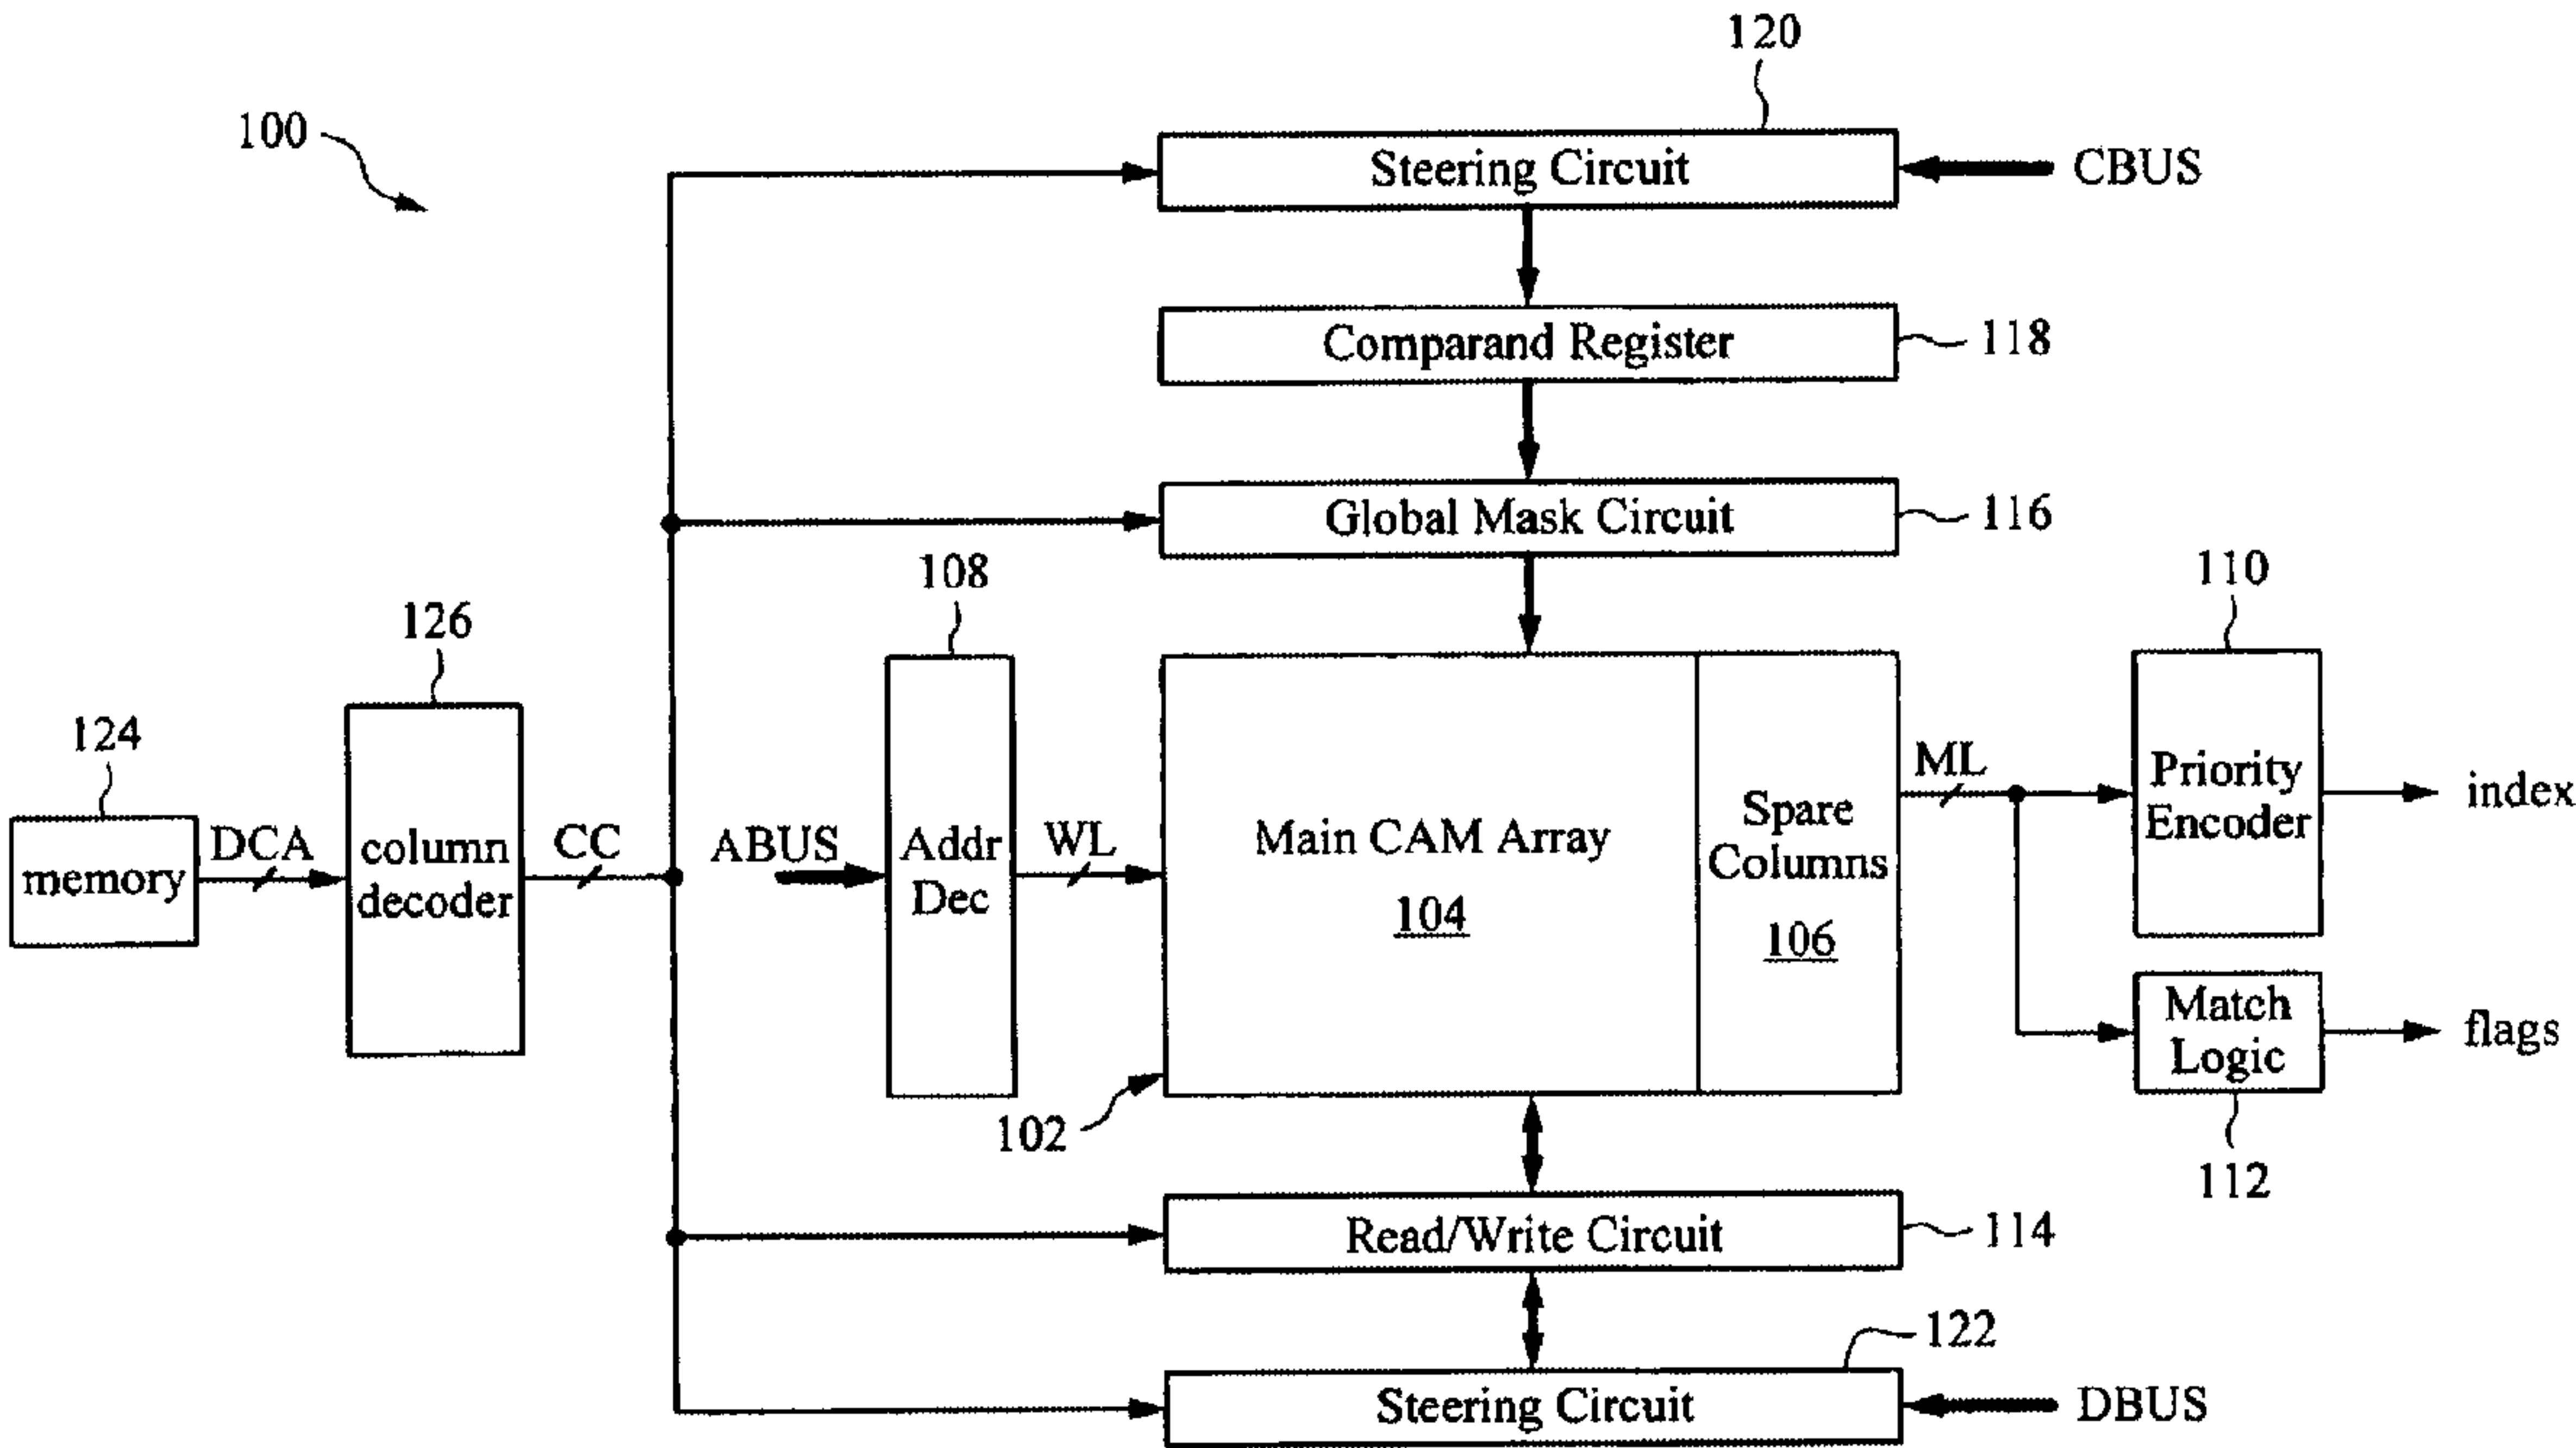 120
100
Steering Circuit
CBUS
Comparand Register
118
Global Mask Circuit
116
108
110
126
124
memory
DCA
column
decoder
CC
ABUS
Addr
Dec
WL
Main CAM Array
104
Spare
Columns
106
ML
Priority
Encoder
index
Match
Logic
flags
102
112
Read/Write Circuit
114
122
Steering Circuit
DBUS